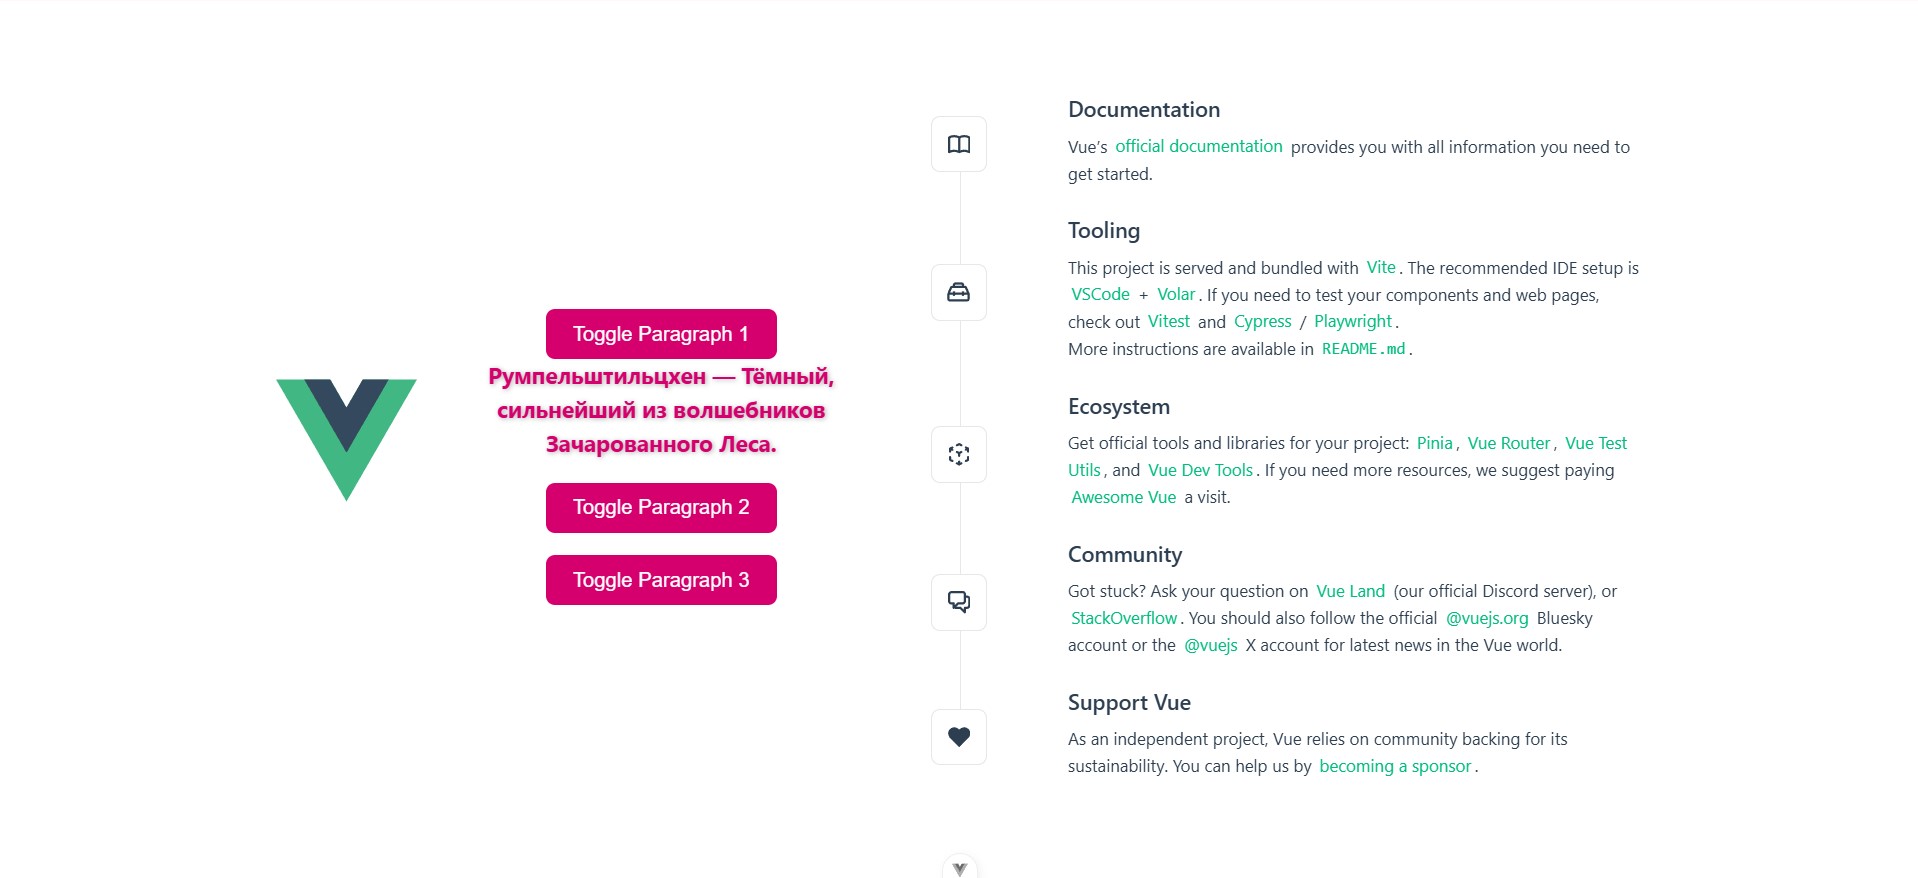 Toggle Paragraph 1
Румпельштильцхен — Тёмный,
сильнейший из волшебников
Зачарованного Леса.
Toggle Paragraph 2
Toggle Paragraph 3
Documentation
Vue’s official documentation provides you with all information you need to
get started.
Tooling
This project is served and bundled with Vite. The recommended IDE setup is
VSCode + Volar. If you need to test your components and web pages,
check out Vitest and Cypress / Playwright.
More instructions are available in README.md.
Ecosystem
Get official tools and libraries for your project: Pinia, Vue Router, Vue Test
Utils, and Vue Dev Tools. If you need more resources, we suggest paying
Awesome Vue a visit.
Community
Got stuck? Ask your question on Vue Land (our official Discord server), or
StackOverflow. You should also follow the official @vuejs.org Bluesky
account or the @vuejs X account for latest news in the Vue world.
Support Vue
As an independent project, Vue relies on community backing for its
sustainability. You can help us by becoming a sponsor.